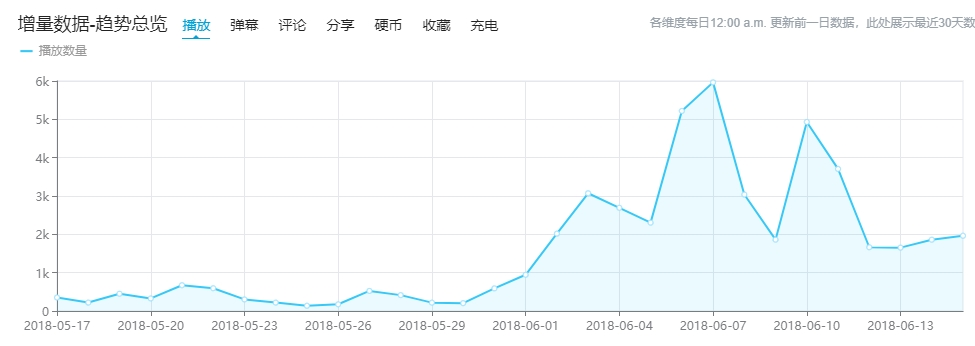 增量数据-趋势总览 播放 弹幕 评论 分享 硬币 收藏 充电 各维度每日12:00 a.m. 更新前一日数据，此处展示最近30天数
播放数量
6k
5k
4k
3k
2k
1k
0
2018-05-17 2018-05-20 2018-05-23 2018-05-26 2018-05-29 2018-06-01 2018-06-04 2018-06-07 2018-06-10 2018-06-13